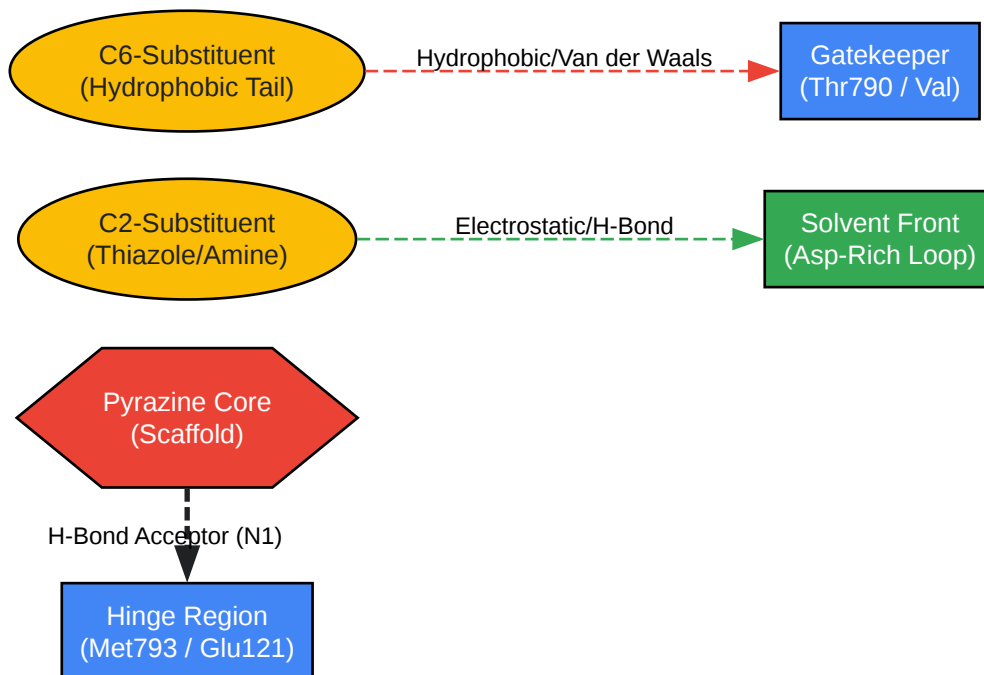 C6-Substituent
(Hydrophobic Tail)
Hydrophobic/Van der Waals
Gatekeeper
(Thr790 / Val)
C2-Substituent
(Thiazole/Amine)
Electrostatic/H-Bond
Solvent Front
(Asp-Rich Loop)
Pyrazine Core
(Scaffold)
H-Bond Acceptor (N1)
Hinge Region
(Met793 / Glu121)